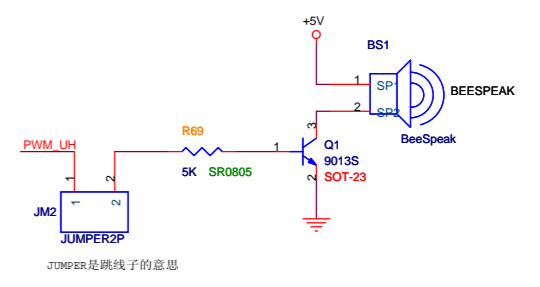 +5V
BS1
1
SP1
BEESPEAK
2
SP2
BeeSpeak
R69
3
Q1
PWM_UH
1
9013S
5K SR0805
2
SOT-23
1
2
1
2
JM2
JUMPER2P
JUMPER是跳线子的意思